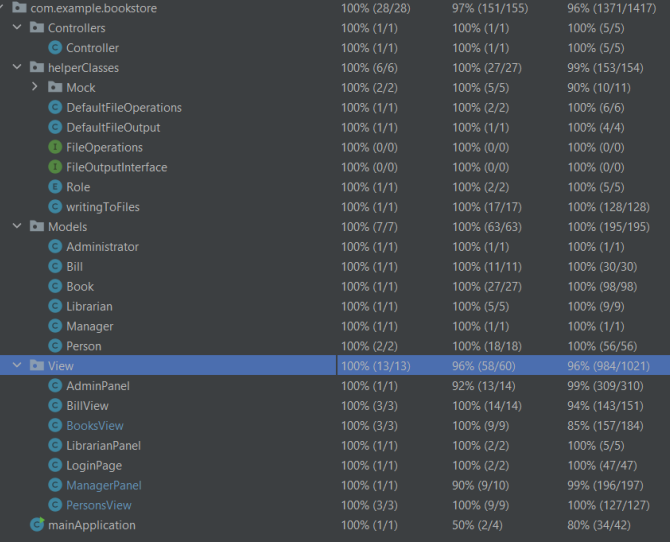 com.example.bookstore 100% (28/28) 97% (151/155) 96% (1371/1417)
Controllers 100% (1/1) 100% (1/1) 100% (5/5)
Controller 100% (1/1) 100% (1/1) 100% (5/5)
helperClasses 100% (6/6) 100% (27/27) 99% (153/154)
Mock 100% (2/2) 100% (5/5) 90% (10/11)
DefaultFileOperations 100% (1/1) 100% (2/2) 100% (6/6)
DefaultFileOutput 100% (1/1) 100% (1/1) 100% (4/4)
FileOperations 100% (0/0) 100% (0/0) 100% (0/0)
FileOutputInterface 100% (0/0) 100% (0/0) 100% (0/0)
Role 100% (1/1) 100% (2/2) 100% (5/5)
writingToFiles 100% (1/1) 100% (17/17) 100% (128/128)
Models 100% (7/7) 100% (63/63) 100% (195/195)
Administrator 100% (1/1) 100% (1/1) 100% (1/1)
Bill 100% (1/1) 100% (11/11) 100% (30/30)
Book 100% (1/1) 100% (27/27) 100% (98/98)
Librarian 100% (1/1) 100% (5/5) 100% (9/9)
Manager 100% (1/1) 100% (1/1) 100% (1/1)
Person 100% (2/2) 100% (18/18) 100% (56/56)
View 100% (13/13) 96% (58/60) 96% (984/1021)
AdminPanel 100% (1/1) 92% (13/14) 99% (309/310)
BillView 100% (3/3) 100% (14/14) 94% (143/151)
BooksView 100% (3/3) 100% (9/9) 85% (157/184)
LibrarianPanel 100% (1/1) 100% (2/2) 100% (5/5)
LoginPage 100% (1/1) 100% (2/2) 100% (47/47)
ManagerPanel 100% (1/1) 90% (9/10) 99% (196/197)
PersonsView 100% (3/3) 100% (9/9) 100% (127/127)
mainApplication 100% (1/1) 50% (2/4) 80% (34/42)